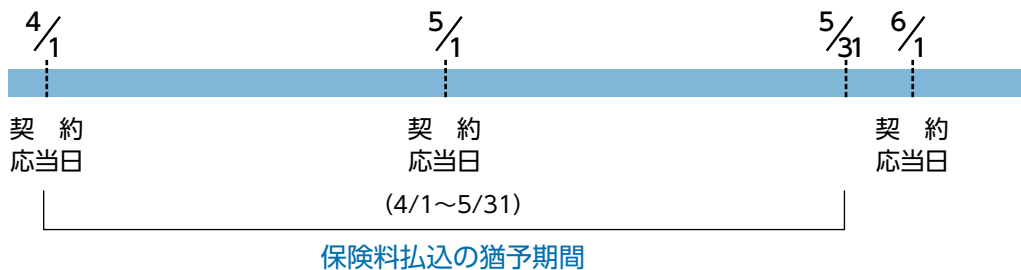 4/1 5/1 5/31 6/1
契 約 契 約 契 約
応当日 応当日 応当日
(4/1~5/31)
保険料払込の猶予期間